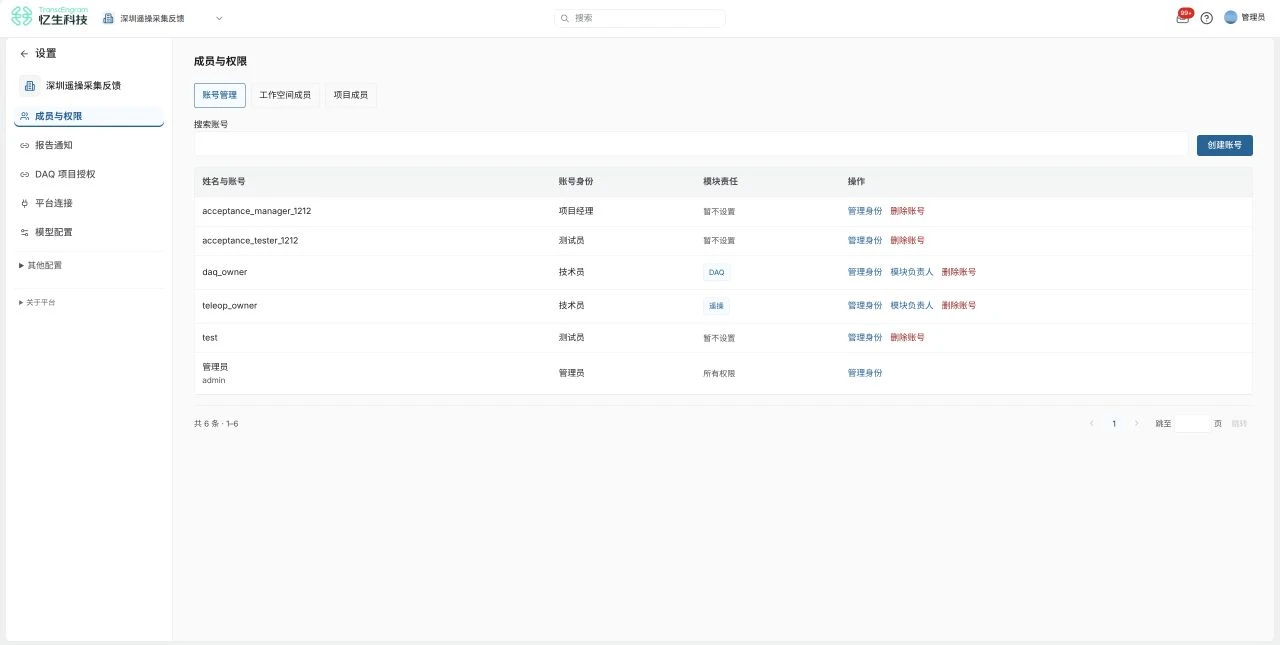 TransEngram
忆生科技
深圳遥操采集反馈
搜索
99+
管理员
设置
深圳遥操采集反馈
成员与权限
报告通知
DAQ 项目授权
平台连接
模型配置
其他配置
关于平台
成员与权限
账号管理 工作空间成员 项目成员
搜索账号
创建账号
姓名与账号 账号身份 模块责任 操作
acceptance_manager_1212 项目经理 暂不设置 管理身份 删除账号
acceptance_tester_1212 测试员 暂不设置 管理身份 删除账号
daq_owner 技术员 DAQ 管理身份 模块负责人 删除账号
teleop_owner 技术员 遥操 管理身份 模块负责人 删除账号
test 测试员 暂不设置 管理身份 删除账号
管理员
admin 管理员 所有权限 管理身份
共 6 条 · 1–6
1 跳至 页 跳转